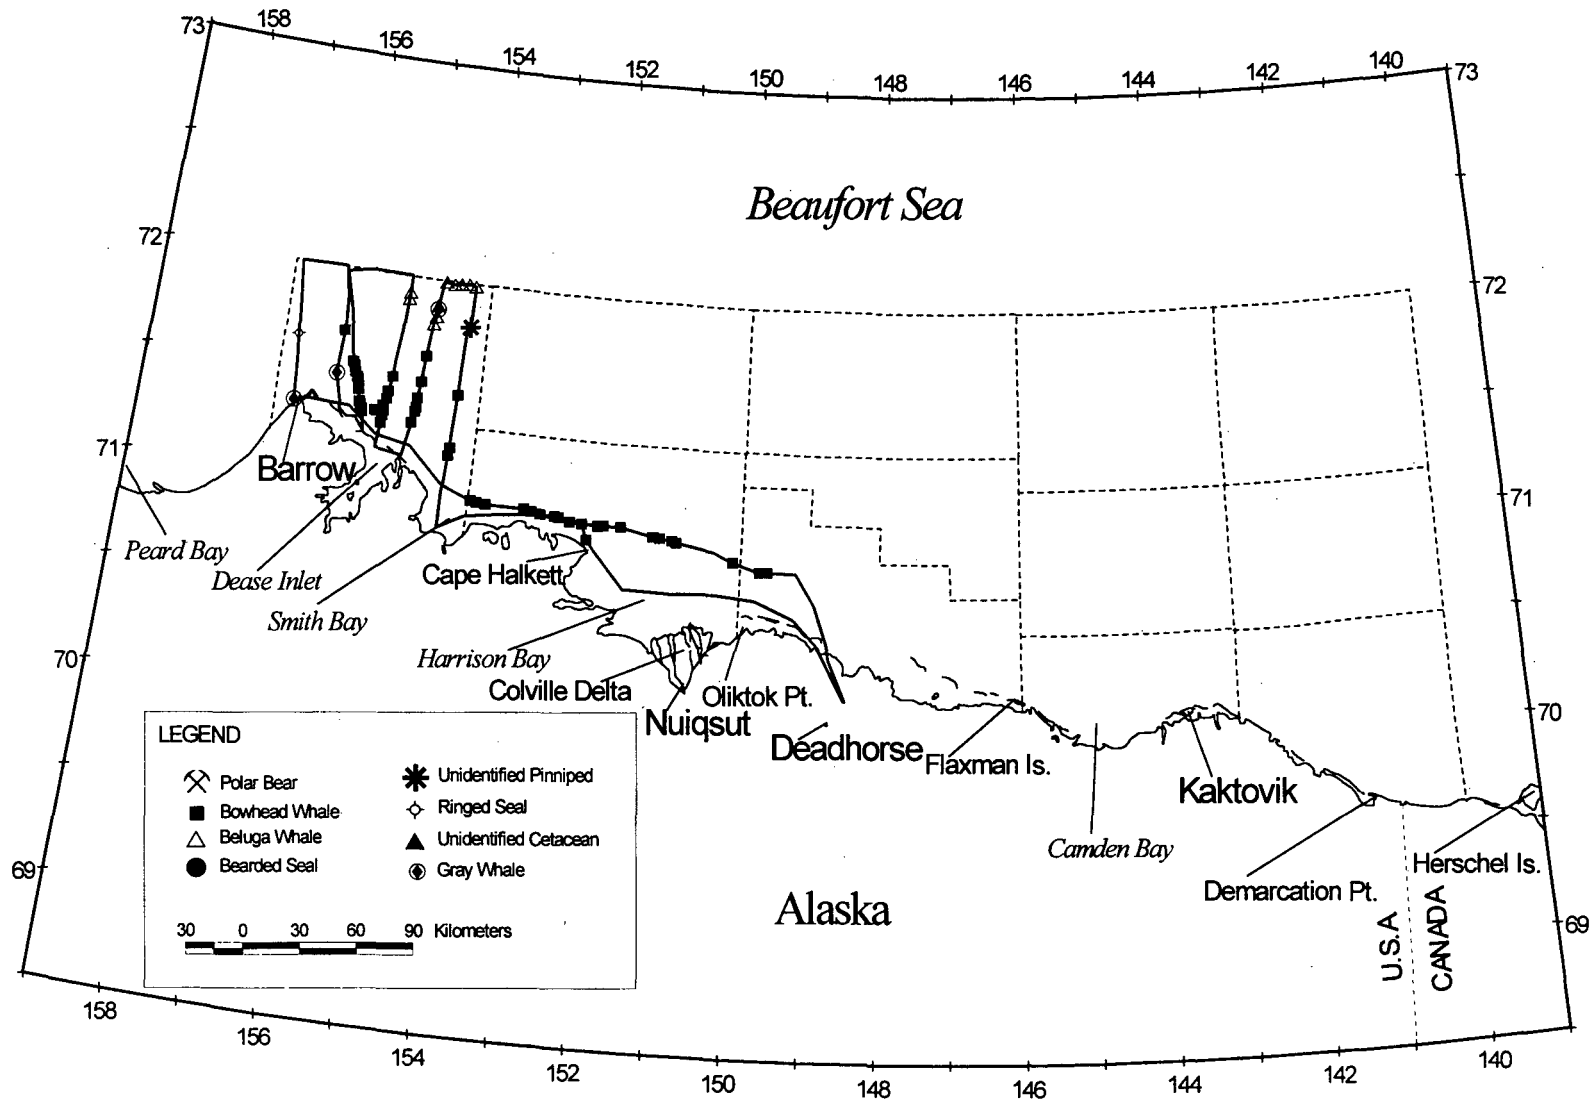 158
156
154
152
150
148
146
144
142
140
73
73
Beaufort Sea
72
72
71
71
Barrow
Peard Bay
Dease Inlet
Cape Halkett
Smith Bay
70
Harrison Bay
Colville Delta
Oliktok Pt.
70
Nuiqsut
Deadhorse
Flaxman Is.
Kaktovik
Camden Bay
Herschel Is.
Demarcation Pt.
Alaska
U.S.A
CANADA
69
69
LEGEND
Polar Bear
Bowhead Whale
Beluga Whale
Bearded Seal
Unidentified Pinniped
Ringed Seal
Unidentified Cetacean
Gray Whale
30 0 30 60 90 Kilometers
158
156
154
152
150
148
146
144
142
140